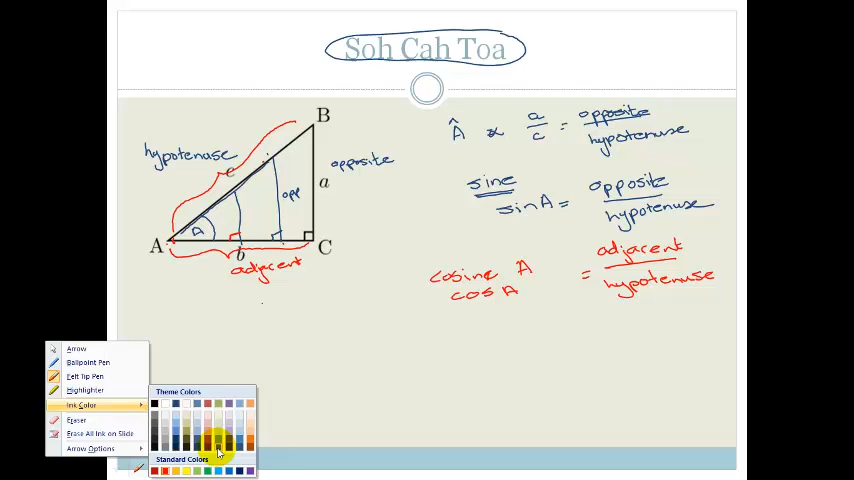 Soh Cah Toa
B
hypotenuse
c
opposite
a
opp
A
A
b
C
adjacent
Â a/c = opposite/hypotenuse
sine
sin A = opposite/hypotenuse
cosine A = adjacent/hypotenuse
cos A
Arrow
Ballpoint Pen
Felt Tip Pen
Highlighter
Ink Color
Eraser
Erase All Ink on Slide
Arrow Options
Theme Colors
Standard Colors